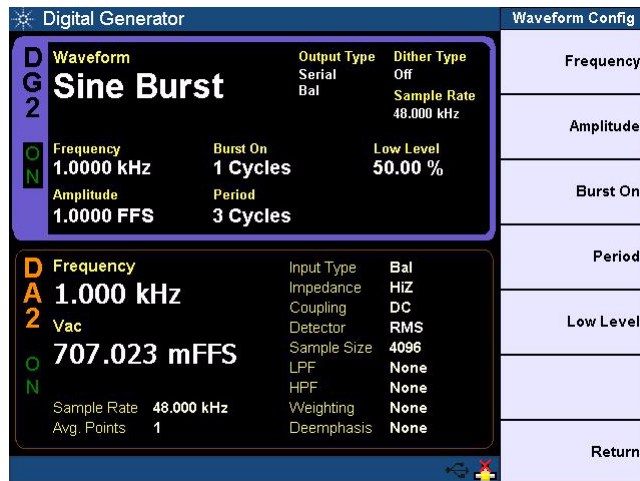 Digital Generator
Waveform Config
DG2
ON
Waveform
Sine Burst
Output Type
Serial
Bal
Dither Type
Off
Sample Rate
48.000 kHz
Frequency
1.0000 kHz
Burst On
1 Cycles
Low Level
50.00 %
Amplitude
1.0000 FFS
Period
3 Cycles
DA2
ON
Frequency
1.000 kHz
Vac
707.023 mFFS
Sample Rate 48.000 kHz
Avg. Points 1
Input Type Bal
Impedance HiZ
Coupling DC
Detector RMS
Sample Size 4096
LPF None
HPF None
Weighting None
Deemphasis None
Frequency
Amplitude
Burst On
Period
Low Level
Return